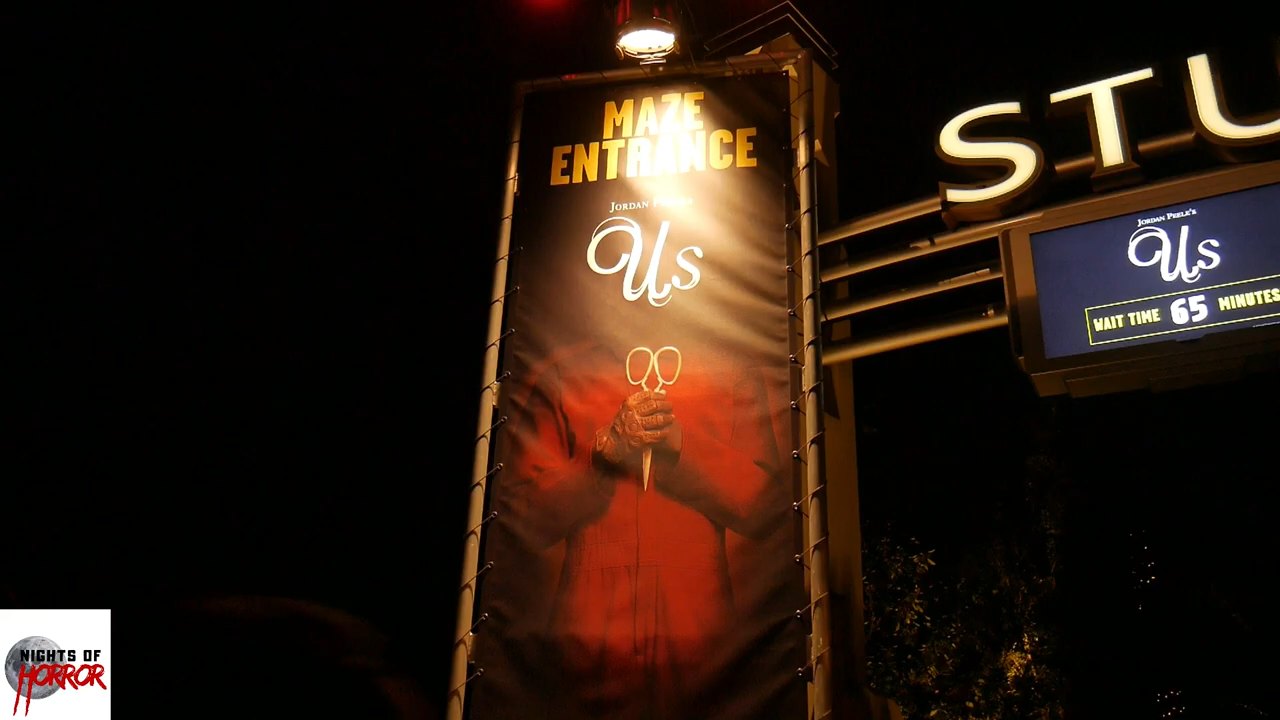 MAZE
ENTRANCE
JORDAN PEELE'S
Us
STU
JORDAN PEELE'S
Us
WAIT TIME 65 MINUTES
NIGHTS OF
HORROR